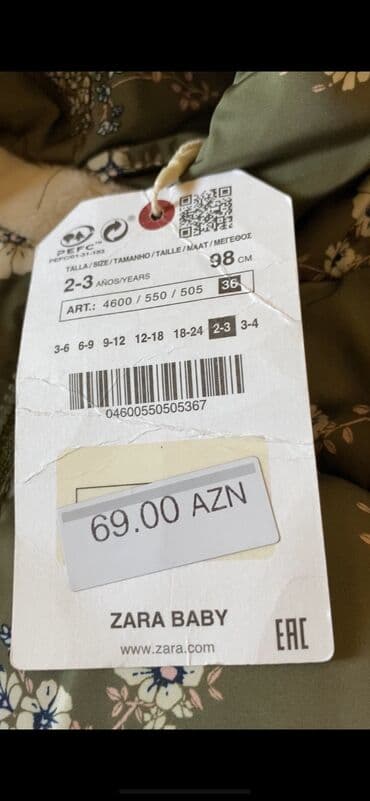 PEFC™
PEFC/01-31-153
TALLA / SIZE / TAMANHO / TAILLE / MAAT / ΜΕΓΕΘΟΣ
2-3 AÑOS/YEARS 98 CM
ART.: 4600 / 550 / 505 36
3-6 6-9 9-12 12-18 18-24 2-3 3-4
04600550505367
69.00 AZN
ZARA BABY
www.zara.com
EAC